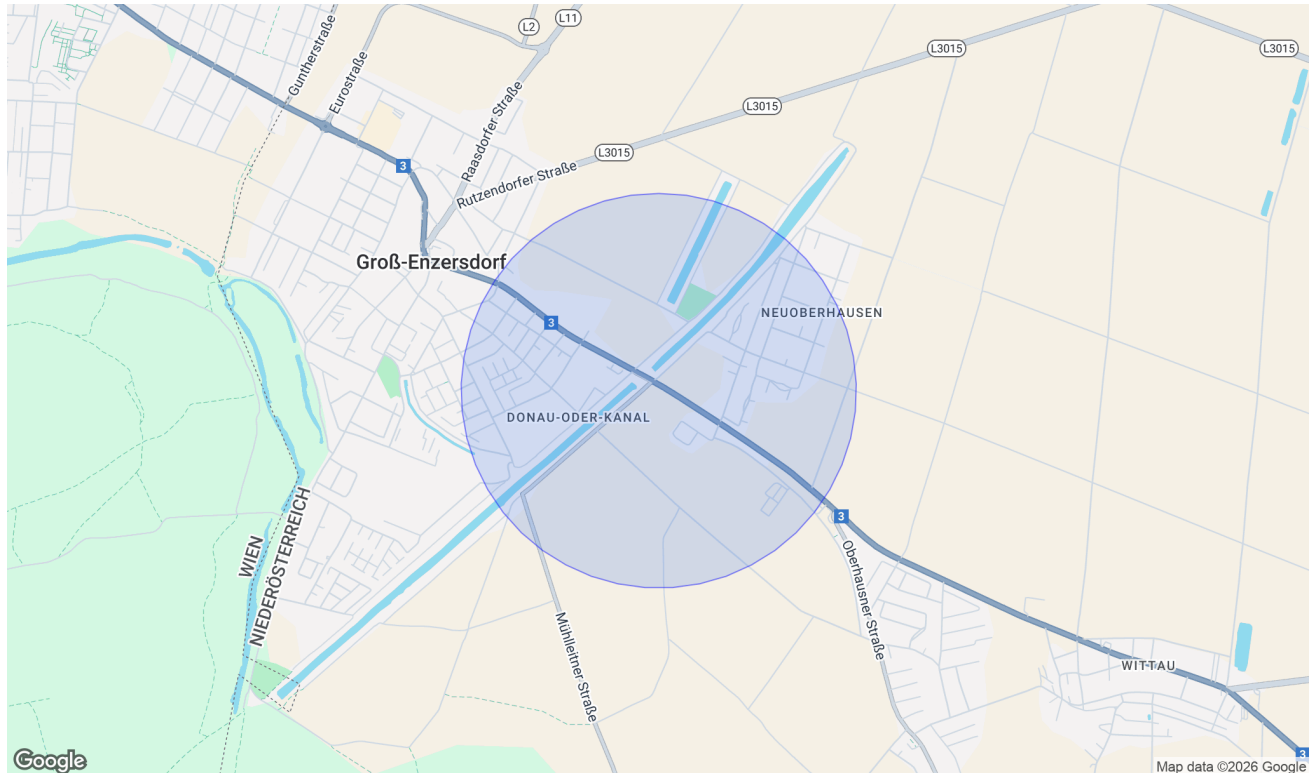 L2
L11
L3015
L3015
Guntherstraße
Eurostraße
Raasdorfer Straße
L3015
L3015
3
Rutzendorfer Straße
Groß-Enzersdorf
3
NEUOBERHAUSEN
DONAU-ODER-KANAL
3
WIEN
NIEDERÖSTERREICH
Oberhausner Straße
Mühlleitner Straße
WITTAU
3
Google
Map data ©2026 Google